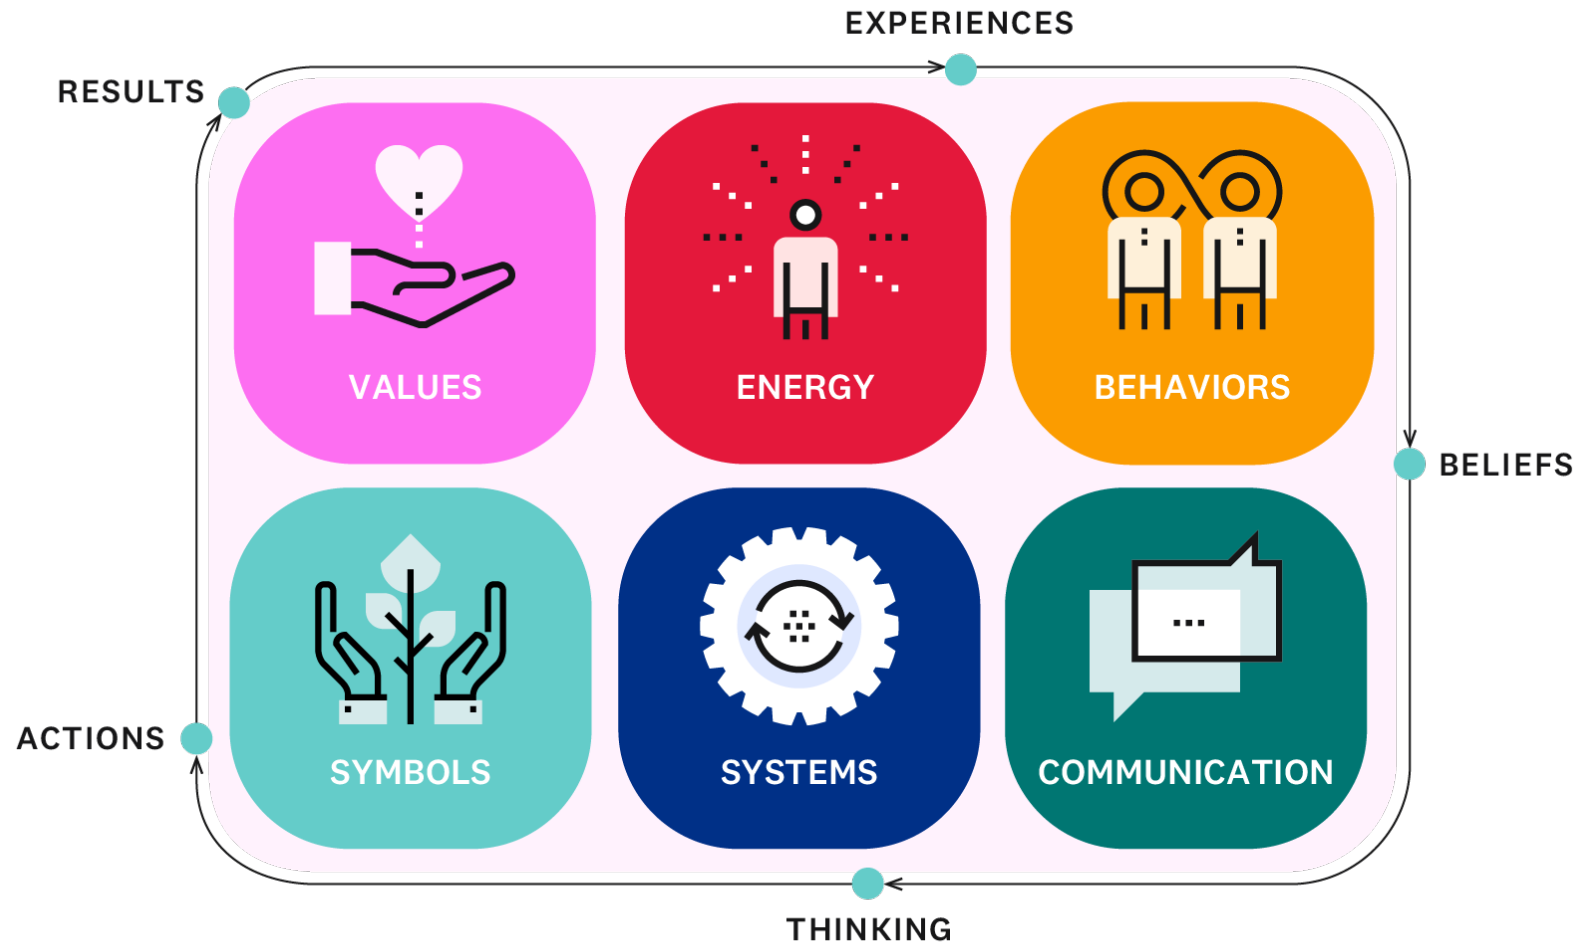 EXPERIENCES
RESULTS
VALUES
ENERGY
BEHAVIORS
BELIEFS
ACTIONS
SYMBOLS
SYSTEMS
COMMUNICATION
THINKING